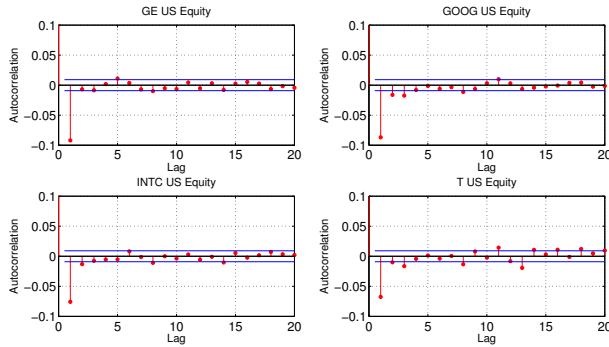 GE US Equity
0.1
0.05
0
−0.05
−0.1
Autocorrelation
0 5 10 15 20
Lag
GOOG US Equity
0.1
0.05
0
−0.05
−0.1
Autocorrelation
0 5 10 15 20
Lag
INTC US Equity
0.1
0.05
0
−0.05
−0.1
Autocorrelation
0 5 10 15 20
Lag
T US Equity
0.1
0.05
0
−0.05
−0.1
Autocorrelation
0 5 10 15 20
Lag